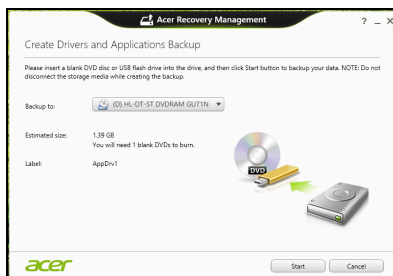 Acer Recovery Management
? _ X
Create Drivers and Applications Backup
Please insert a blank DVD disc or USB flash drive into the drive, and then click Start button to backup your data. NOTE: Do not
disconnect the storage media while creating the backup.
Backup to:
(D) HL-DT-ST DVDRAM GU71N
Estimated size:
1.39 GB
You will need 1 blank DVDs to burn.
Label:
AppDrv1
DVD
acer
Start
Cancel